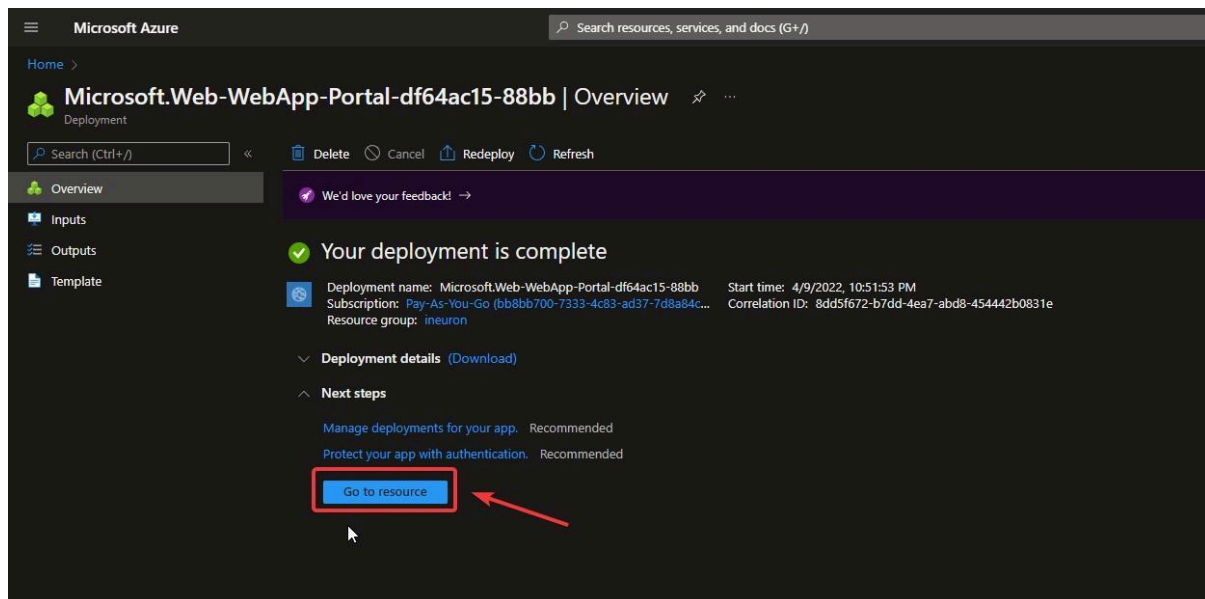 Microsoft Azure
Search resources, services, and docs (G+/)
Home >
Microsoft.Web-WebApp-Portal-df64ac15-88bb | Overview
Deployment
Search (Ctrl+/)
Delete Cancel Redeploy Refresh
Overview
Inputs
Outputs
Template
We'd love your feedback! →
Your deployment is complete
Deployment name: Microsoft.Web-WebApp-Portal-df64ac15-88bb
Subscription: Pay-As-You-Go (bb8bb700-7333-4c83-ad37-7d8a84c...
Resource group: ineuron
Start time: 4/9/2022, 10:51:53 PM
Correlation ID: 8dd5f672-b7dd-4ea7-abd8-454442b0831e
Deployment details (Download)
Next steps
Manage deployments for your app. Recommended
Protect your app with authentication. Recommended
Go to resource